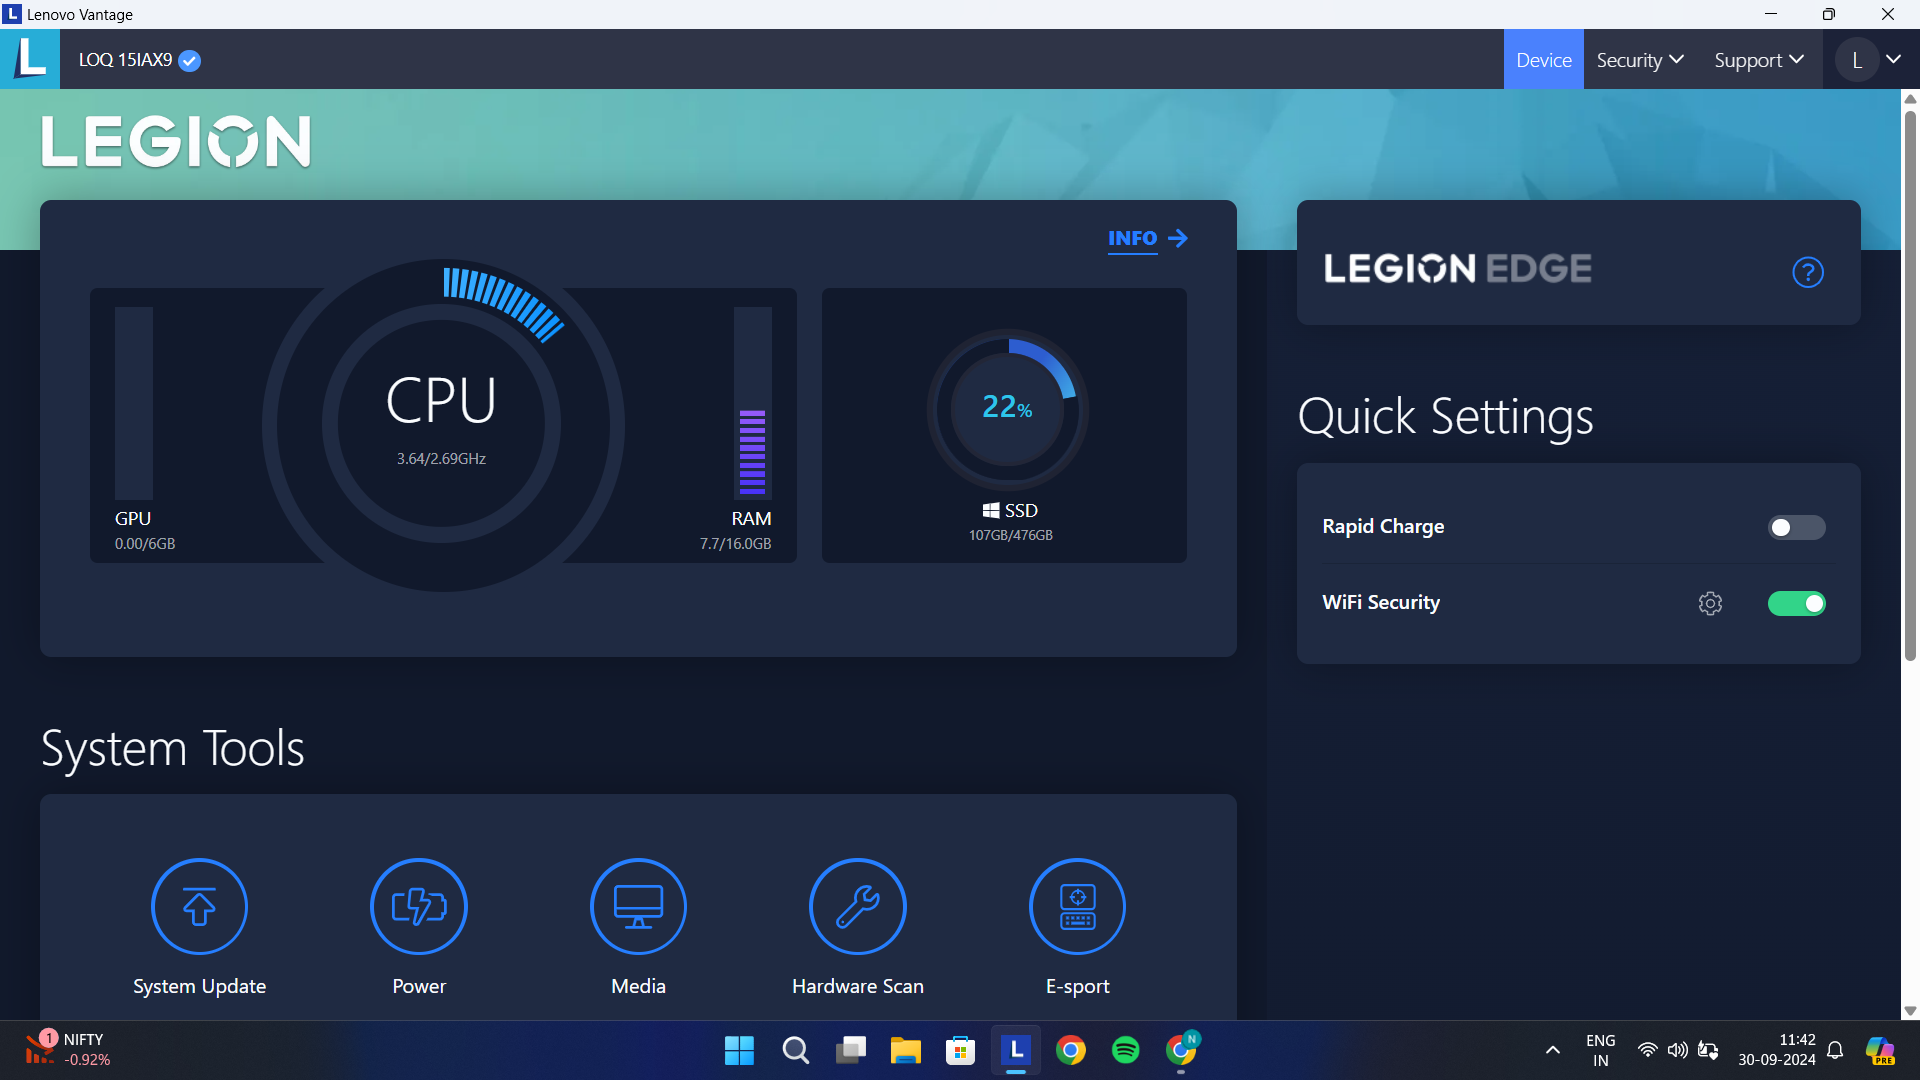 Lenovo Vantage
L
LOQ 15IAX9
Device
Security
Support
L
LEGION
INFO
CPU
3.64/2.69GHz
GPU
0.00/6GB
RAM
7.7/16.0GB
22%
SSD
107GB/476GB
LEGION EDGE
?
Quick Settings
Rapid Charge
WiFi Security
System Tools
System Update
Power
Media
Hardware Scan
E-sport
1
NIFTY
-0.92%
L
N
ENG
IN
11:42
30-09-2024
PRE